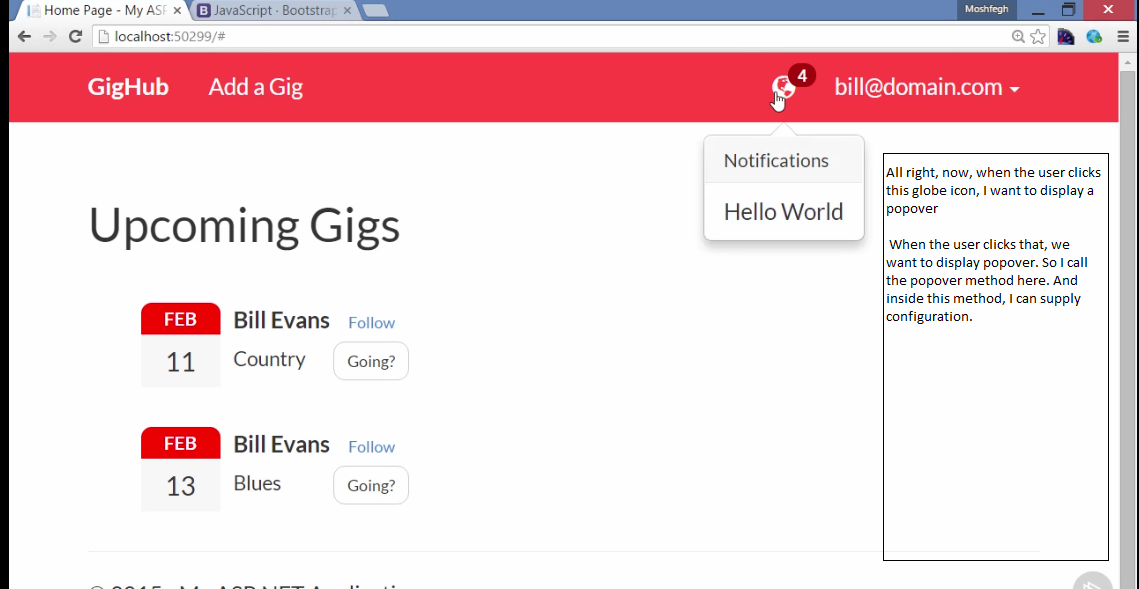 Home Page - My ASP
JavaScript · Bootstrap
Moshfegh
localhost:50299/#
GigHub
Add a Gig
4
bill@domain.com
Notifications
Hello World
All right, now, when the user clicks
this globe icon, I want to display a
popover
When the user clicks that, we
want to display popover. So I call
the popover method here. And
inside this method, I can supply
configuration.
Upcoming Gigs
FEB
11
Bill Evans Follow
Country Going?
FEB
13
Bill Evans Follow
Blues Going?
© 2015 - My ASP.NET Applicati